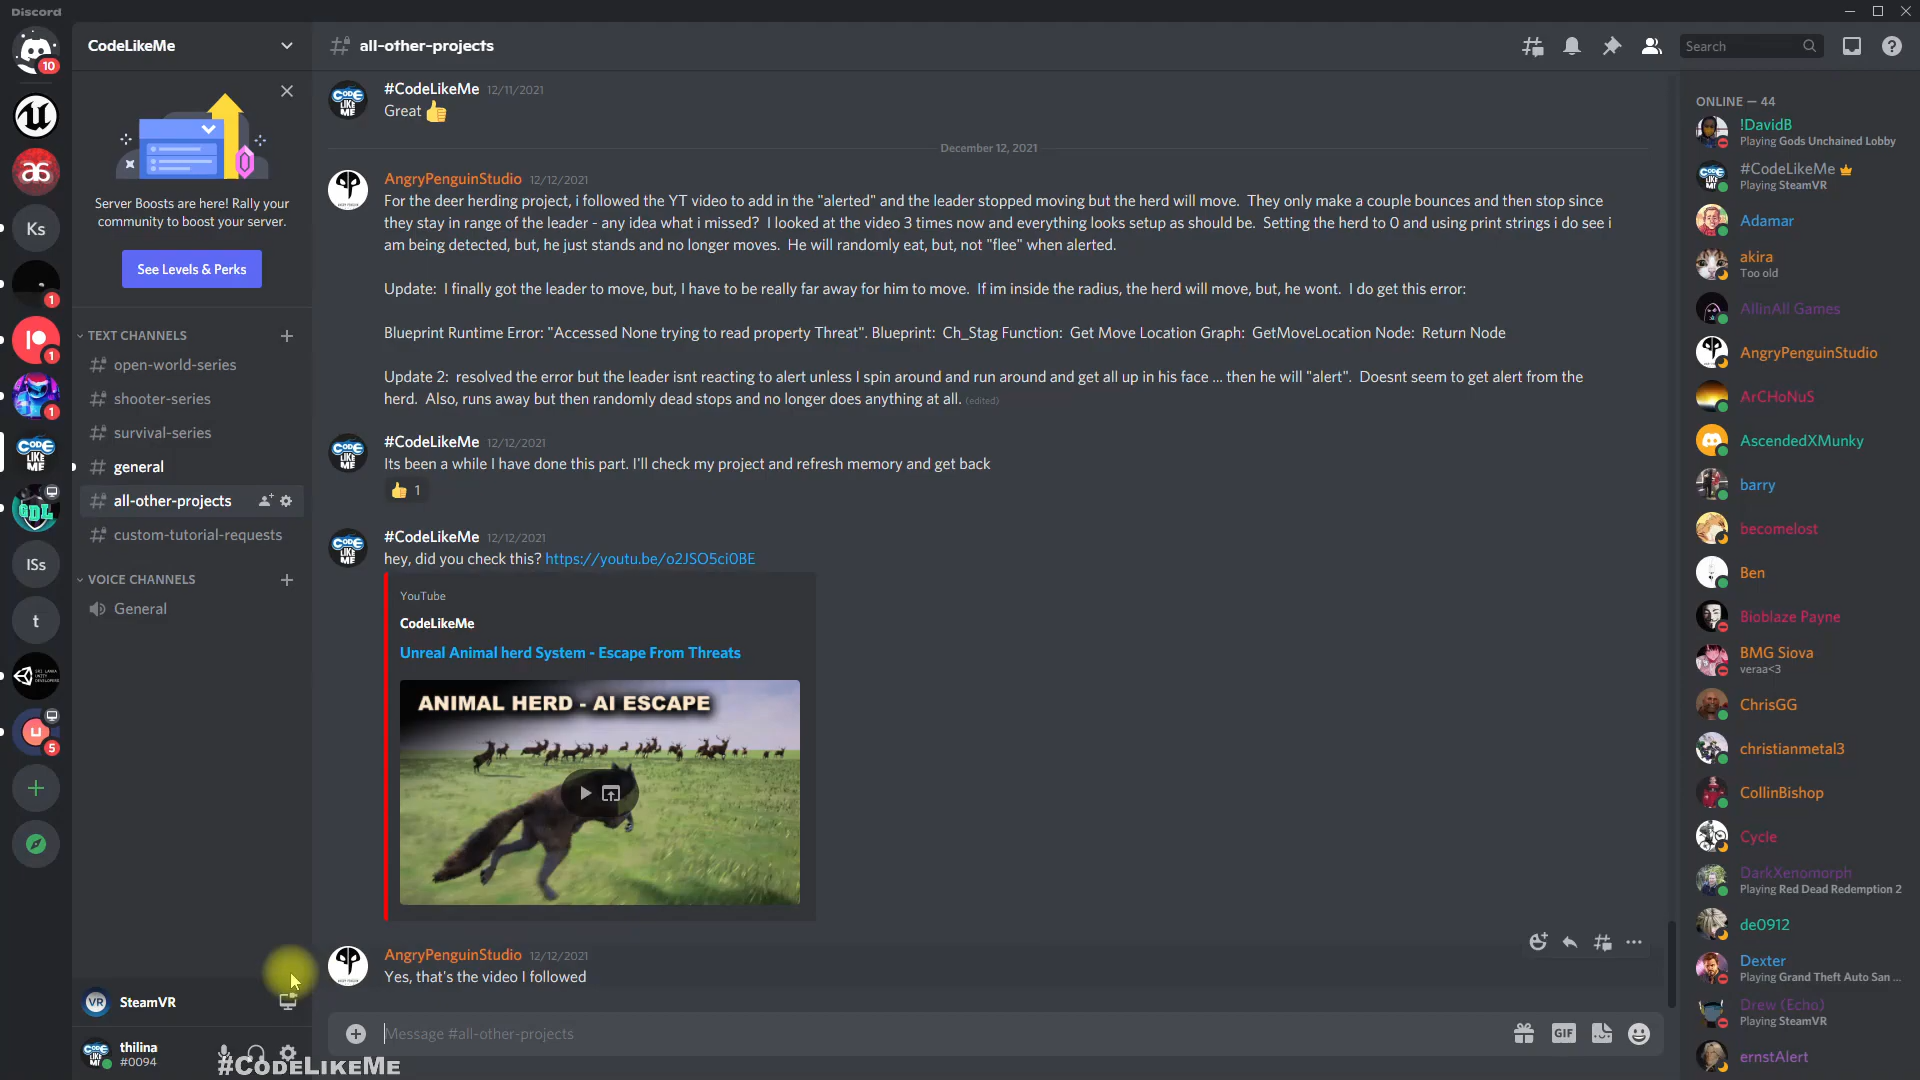 Discord
CodeLikeMe
10
Server Boosts are here! Rally your
community to boost your server.
See Levels & Perks
TEXT CHANNELS
open-world-series
shooter-series
survival-series
general
all-other-projects
custom-tutorial-requests
VOICE CHANNELS
General
Ks
1
1
1
CODE
LIKE
ME
GDL
ISs
t
5
VR
SteamVR
thilina
#0094
#CodeLikeMe
all-other-projects
Search
#CodeLikeMe 12/11/2021
Great
December 12, 2021
AngryPenguinStudio 12/12/2021
For the deer herding project, i followed the YT video to add in the "alerted" and the leader stopped moving but the herd will move. They only make a couple bounces and then stop since
they stay in range of the leader - any idea what i missed? I looked at the video 3 times now and everything looks setup as should be. Setting the herd to 0 and using print strings i do see i
am being detected, but, he just stands and no longer moves. He will randomly eat, but, not "flee" when alerted.
Update: I finally got the leader to move, but, I have to be really far away for him to move. If im inside the radius, the herd will move, but, he wont. I do get this error:
Blueprint Runtime Error: "Accessed None trying to read property Threat". Blueprint: Ch_Stag Function: Get Move Location Graph: GetMoveLocation Node: Return Node
Update 2: resolved the error but the leader isnt reacting to alert unless I spin around and run around and get all up in his face ... then he will "alert". Doesnt seem to get alert from the
herd. Also, runs away but then randomly dead stops and no longer does anything at all. (edited)
#CodeLikeMe 12/12/2021
Its been a while I have done this part. I'll check my project and refresh memory and get back
1
#CodeLikeMe 12/12/2021
hey, did you check this? https://youtu.be/o2JSO5ci0BE
YouTube
CodeLikeMe
Unreal Animal herd System - Escape From Threats
ANIMAL HERD - AI ESCAPE
AngryPenguinStudio 12/12/2021
Yes, that's the video I followed
Message #all-other-projects
GIF
ONLINE — 44
!DavidB
Playing Gods Unchained Lobby
#CodeLikeMe
Playing SteamVR
Adamar
akira
Too old
AllinAll Games
AngryPenguinStudio
ArCHoNuS
AscendedXMunky
barry
becomelost
Ben
Bioblaze Payne
BMG Siova
veraa<3
ChrisGG
christianmetal3
CollinBishop
Cycle
DarkXenomorph
Playing Red Dead Redemption 2
de0912
Dexter
Playing Grand Theft Auto San ...
Drew (Echo)
Playing SteamVR
ernstAlert